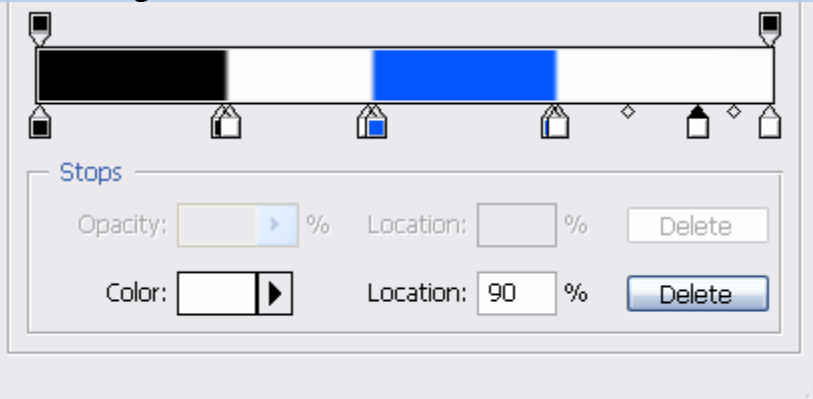 Stops
Opacity: % Location: % Delete
Color: Location: 90 % Delete